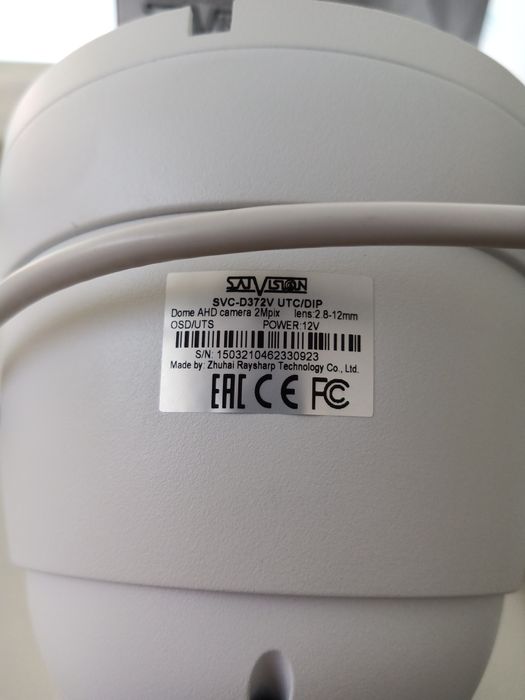 SATVISION
SVC-D372V UTC/DIP
Dome AHD camera 2Mpix lens:2.8-12mm
OSD/UTS POWER:12V
S/N: 1503210462330923
Made by: Zhuhai Raysharp Technology Co., Ltd.
EAC CE FC